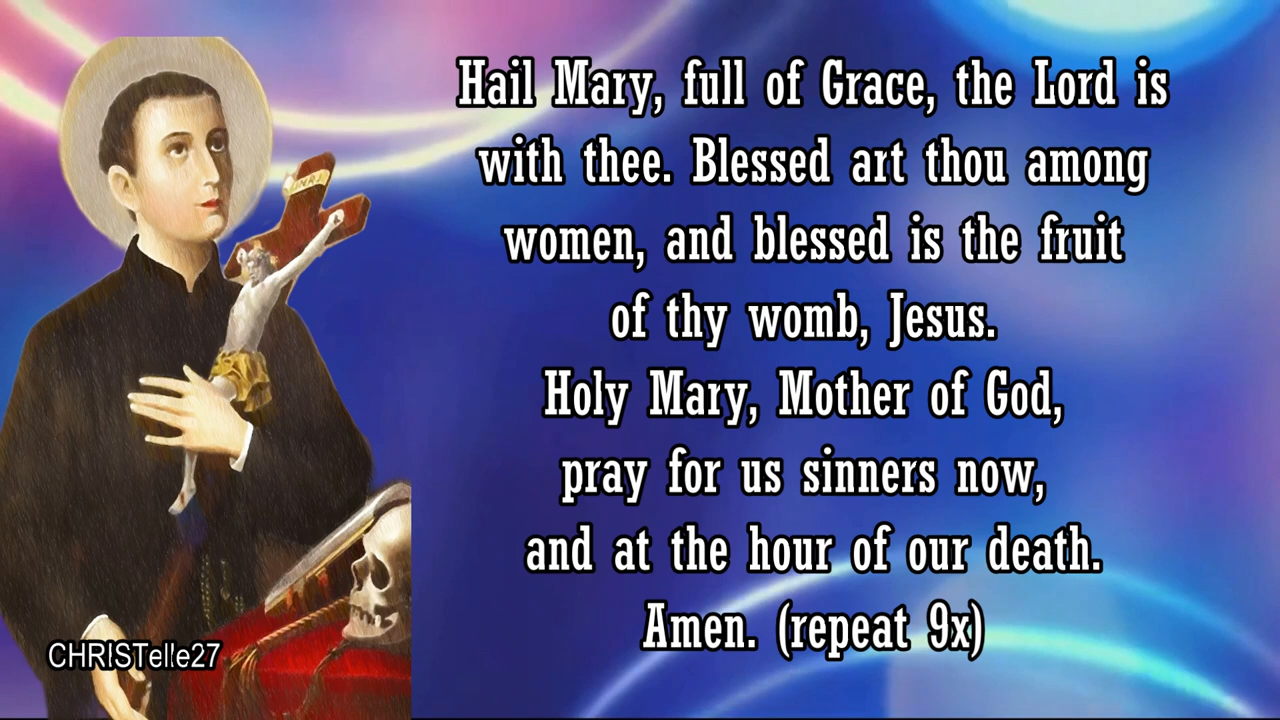 Hail Mary, full of Grace, the Lord is
with thee. Blessed art thou among
women, and blessed is the fruit
of thy womb, Jesus.
Holy Mary, Mother of God,
pray for us sinners now,
and at the hour of our death.
Amen. (repeat 9x)
INRI
CHRISTelle27